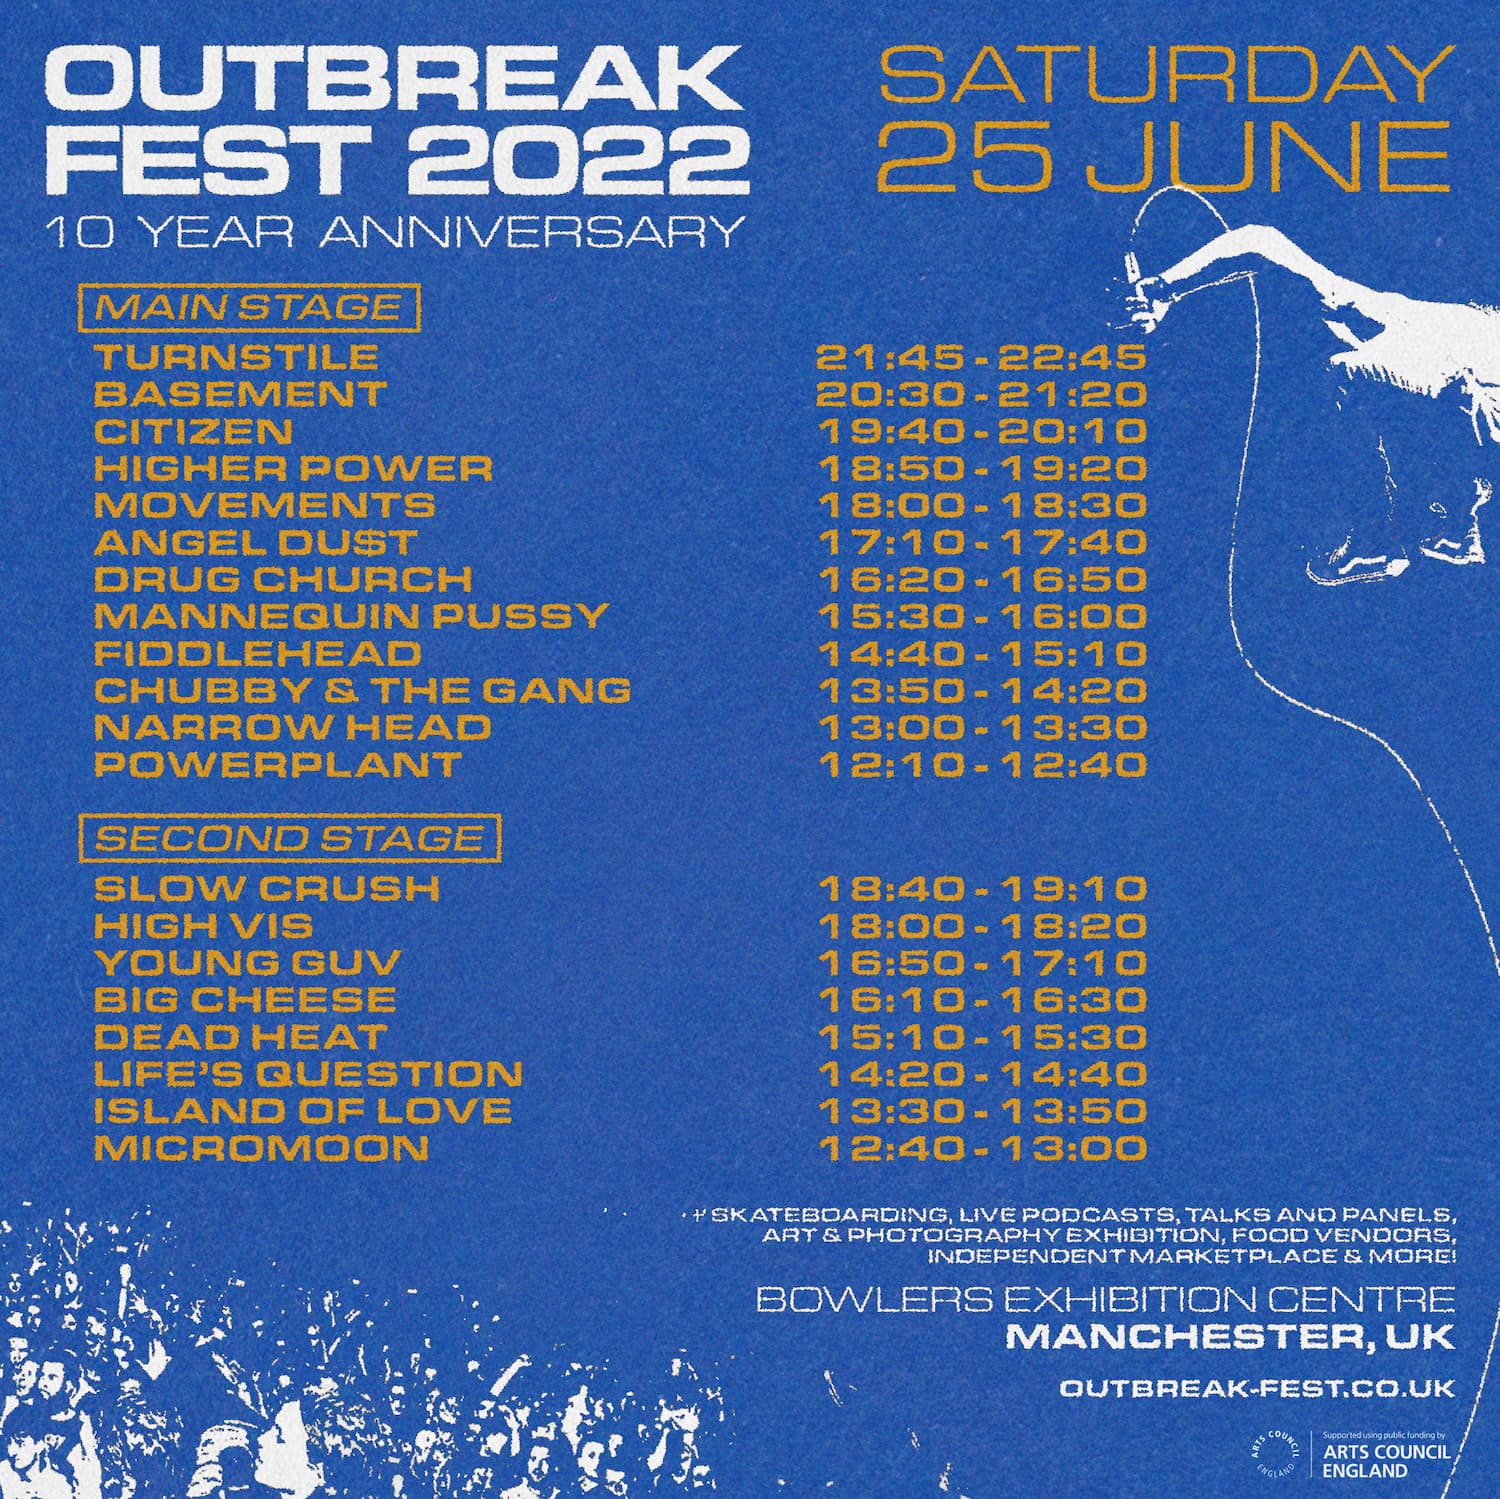 OUTBREAK
FEST 2022
10 YEAR ANNIVERSARY
SATURDAY
25 JUNE
MAIN STAGE
TURNSTILE 21:45 - 22:45
BASEMENT 20:30 - 21:20
CITIZEN 19:40 - 20:10
HIGHER POWER 18:50 - 19:20
MOVEMENTS 18:00 - 18:30
ANGEL DU$T 17:10 - 17:40
DRUG CHURCH 16:20 - 16:50
MANNEQUIN PUSSY 15:30 - 16:00
FIDDLEHEAD 14:40 - 15:10
CHUBBY & THE GANG 13:50 - 14:20
NARROW HEAD 13:00 - 13:30
POWERPLANT 12:10 - 12:40
SECOND STAGE
SLOW CRUSH 18:40 - 19:10
HIGH VIS 18:00 - 18:20
YOUNG GUV 16:50 - 17:10
BIG CHEESE 16:10 - 16:30
DEAD HEAT 15:10 - 15:30
LIFE'S QUESTION 14:20 - 14:40
ISLAND OF LOVE 13:30 - 13:50
MICROMOON 12:40 - 13:00
+ SKATEBOARDING, LIVE PODCASTS, TALKS AND PANELS,
ART & PHOTOGRAPHY EXHIBITION, FOOD VENDORS,
INDEPENDENT MARKETPLACE & MORE!
BOWLERS EXHIBITION CENTRE
MANCHESTER, UK
OUTBREAK-FEST.CO.UK
ARTS COUNCIL
ENGLAND
Supported using public funding by
ARTS COUNCIL
ENGLAND